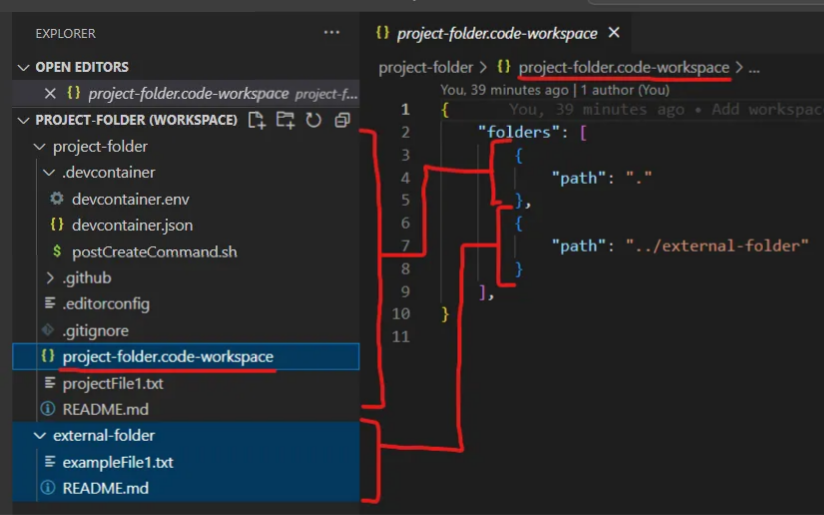 EXPLORER
...
OPEN EDITORS
{} project-folder.code-workspace project-f...
PROJECT-FOLDER (WORKSPACE)
project-folder
.devcontainer
devcontainer.env
{} devcontainer.json
$ postCreateCommand.sh
.github
.editorconfig
.gitignore
{} project-folder.code-workspace
projectFile1.txt
README.md
external-folder
exampleFile1.txt
README.md
{} project-folder.code-workspace
project-folder > {} project-folder.code-workspace > ...
You, 39 minutes ago | 1 author (You)
1 { You, 39 minutes ago • Add workspac
2 "folders": [
3 {
4 "path": "."
5 },
6 {
7 "path": "../external-folder"
8 }
9 ],
10 }
11